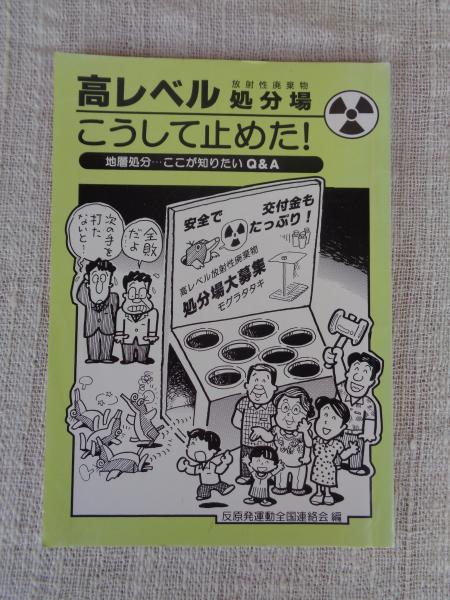 放射性廃棄物
高レベル 処分場
こうして止めた!
地層処分…ここが知りたいQ&A
安全で
交付金も
たっぷり!
高レベル放射性廃棄物
処分場大募集
モグラタタキ
全敗
だよ
次の手を
打た
ないと!
反原発運動全国連絡会 編